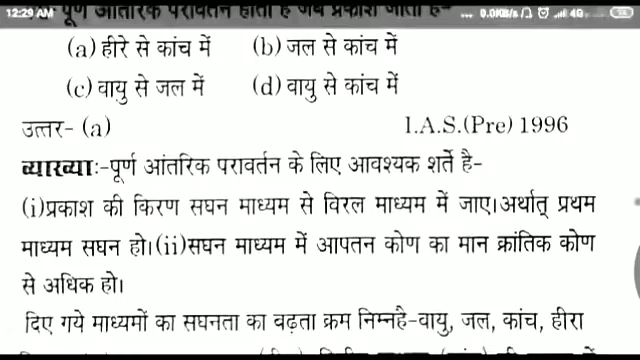 12:29 AM ... 0.0KB/s 4G
पूर्ण आंतरिक परावर्तन होता है जब प्रकाश जाता है-
(a) हीरे से कांच में (b) जल से कांच में
(c) वायु से जल में (d) वायु से कांच में
उत्तर- (a) I.A.S.(Pre) 1996
व्याख्याः-पूर्ण आंतरिक परावर्तन के लिए आवश्यक शर्ते है-
(i)प्रकाश की किरण सघन माध्यम से विरल माध्यम में जाए।अर्थात् प्रथम
माध्यम सघन हो।(ii)सघन माध्यम में आपतन कोण का मान क्रांतिक कोण
से अधिक हो।
दिए गये माध्यमों का सघनता का बढ़ता क्रम निम्नहै-वायु, जल, कांच, हीरा